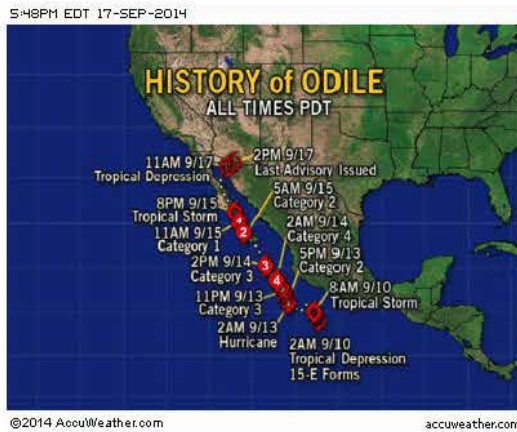 5:48PM EDT 17-SEP-2014
HISTORY of ODILE
ALL TIMES PDT
11AM 9/17
Tropical Depression
2PM 9/17
Last Advisory Issued
5AM 9/15
Category 2
8PM 9/15
Tropical Storm
11AM 9/15
Category 1
2AM 9/14
Category 4
2PM 9/14
Category 3
5PM 9/13
Category 2
11PM 9/13
Category 3
8AM 9/10
Tropical Storm
2AM 9/13
Hurricane
2AM 9/10
Tropical Depression
15-E Forms
2
3
4
©2014 AccuWeather.com
accuweather.com